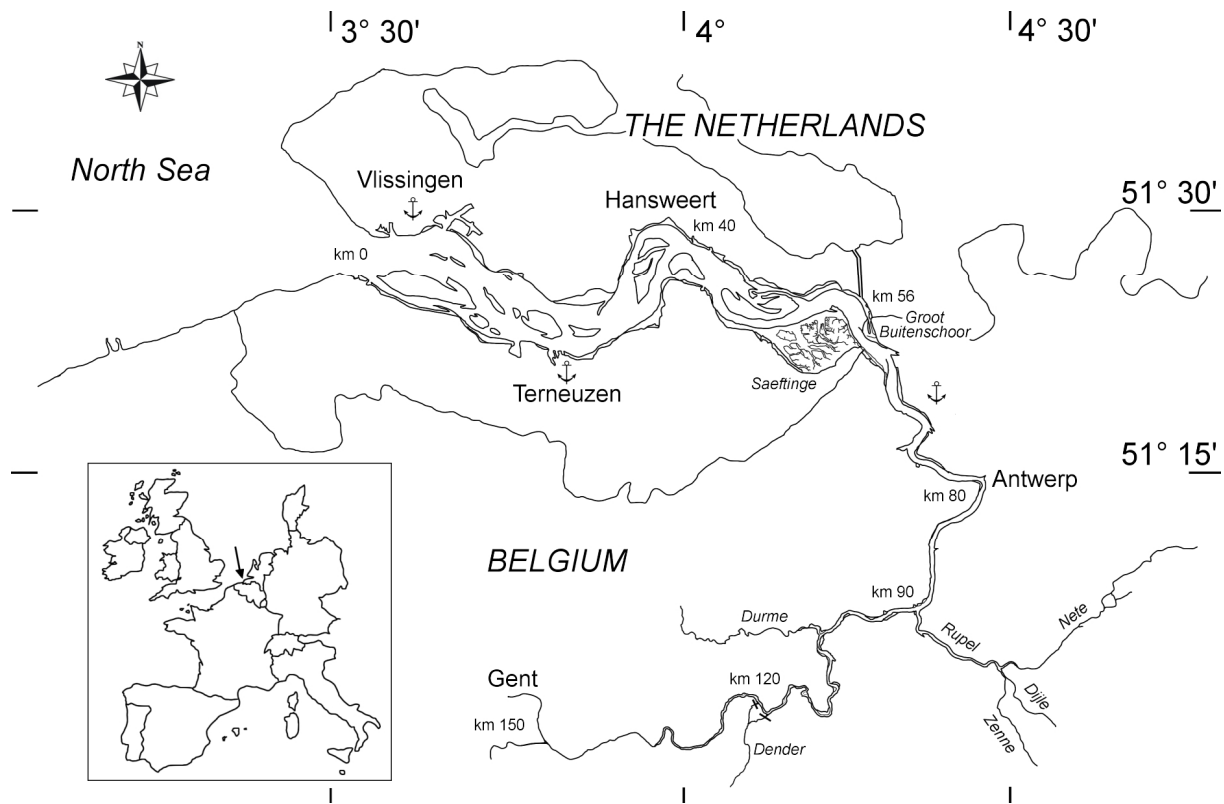 N
3° 30'
4°
4° 30'
THE NETHERLANDS
North Sea
Vlissingen
Hansweert
51° 30'
km 40
km 0
km 56
Groot
Buitenschoor
Saeftinge
Terneuzen
51° 15'
Antwerp
km 80
BELGIUM
km 90
Durme
Rupel
Nete
Gent
km 120
Dijle
km 150
Zenne
Dender